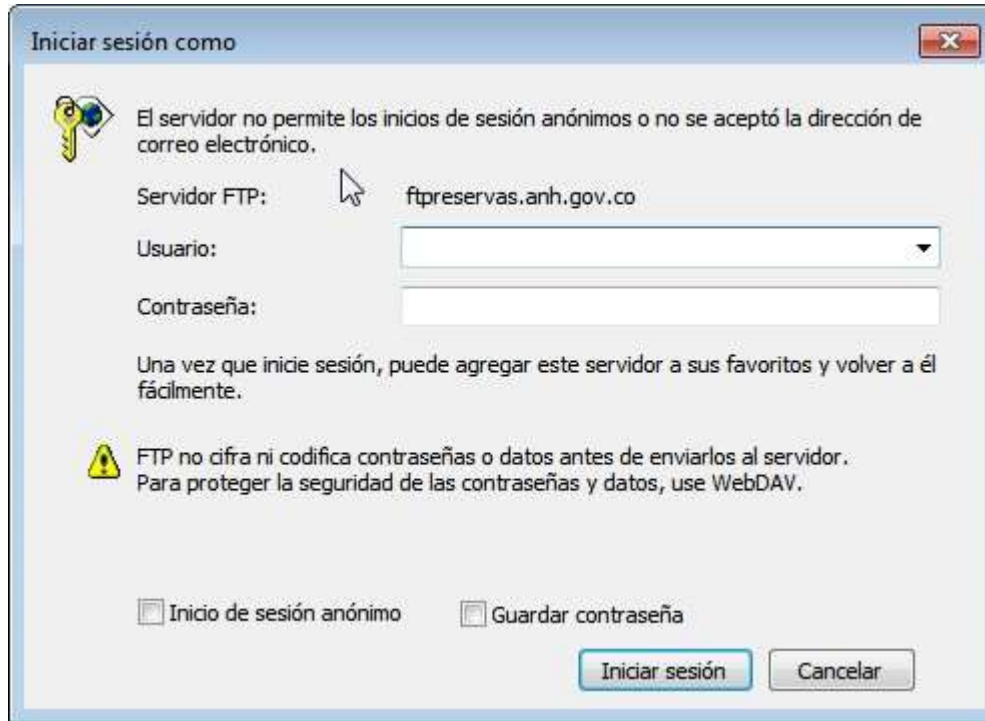 Iniciar sesión como
El servidor no permite los inicios de sesión anónimos o no se aceptó la dirección de
correo electrónico.
Servidor FTP: ftpreservas.anh.gov.co
Usuario:
Contraseña:
Una vez que inicie sesión, puede agregar este servidor a sus favoritos y volver a él
fácilmente.
FTP no cifra ni codifica contraseñas o datos antes de enviarlos al servidor.
Para proteger la seguridad de las contraseñas y datos, use WebDAV.
Inicio de sesión anónimo Guardar contraseña
Iniciar sesión Cancelar